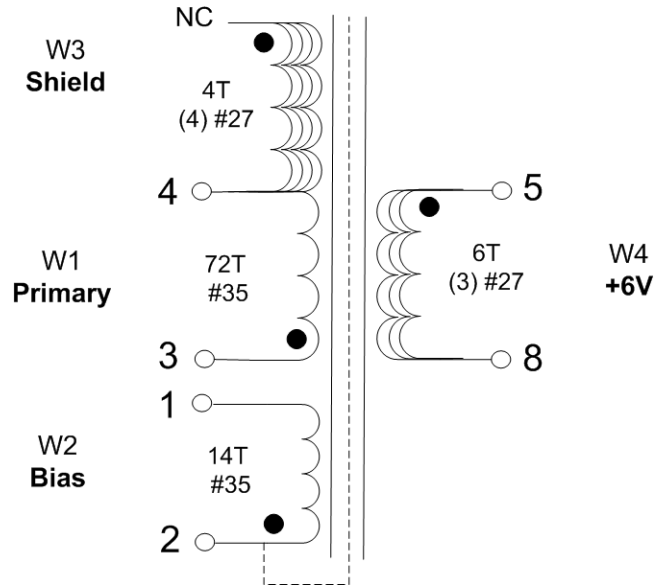 NC
W3
Shield
4T
(4) #27
4
5
W1
Primary
72T
#35
6T
(3) #27
W4
+6V
3
8
1
W2
Bias
14T
#35
2